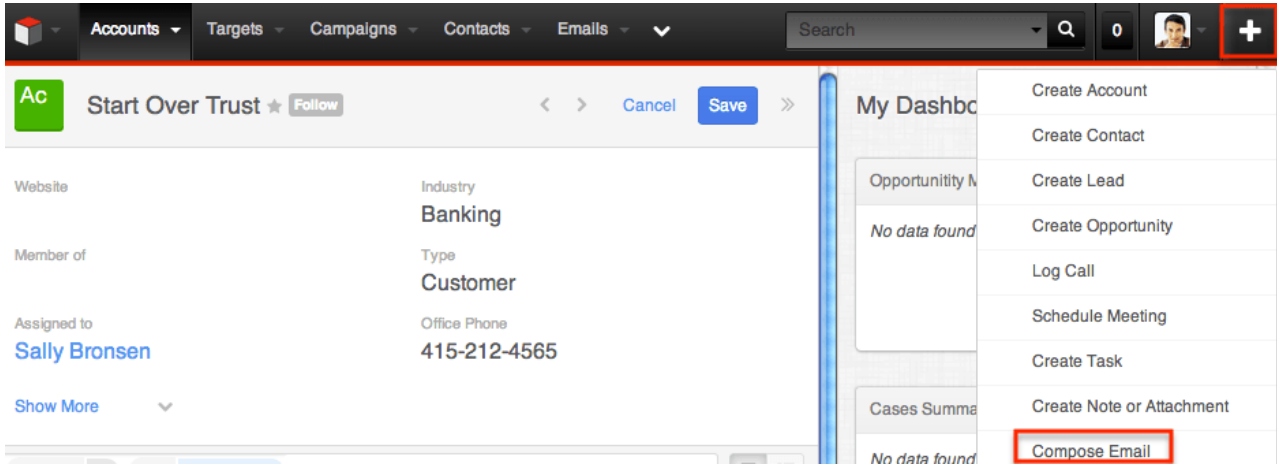 Accounts Targets Campaigns Contacts Emails Search 0
Ac Start Over Trust Follow Cancel Save
Website
Industry
Banking
Member of
Type
Customer
Assigned to
Sally Bronsen
Office Phone
415-212-4565
Show More
My Dashbo
Opportunitity M
No data found
Cases Summa
No data found
Create Account
Create Contact
Create Lead
Create Opportunity
Log Call
Schedule Meeting
Create Task
Create Note or Attachment
Compose Email